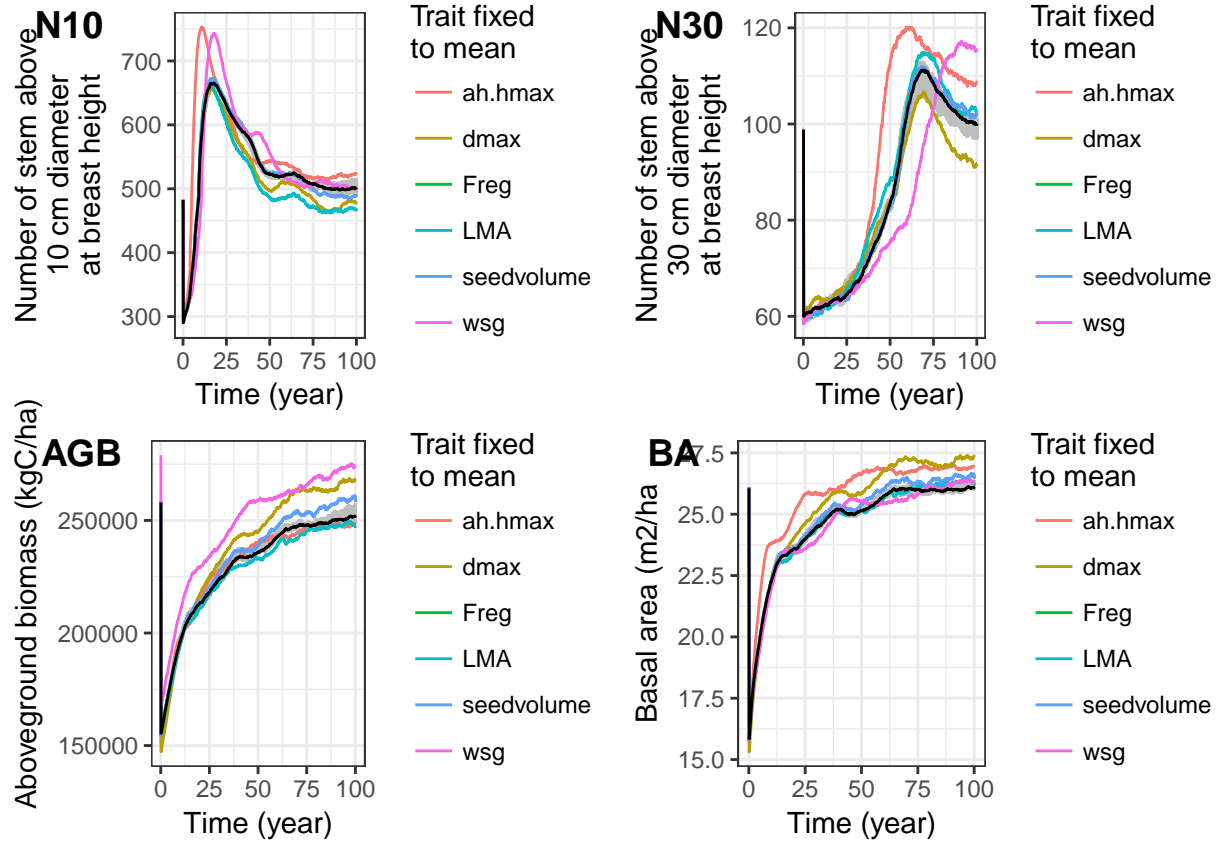 N10
Number of stem above
10 cm diameter
at breast height
300
400
500
600
700
0
25
50
75
100
Time (year)
Trait fixed
to mean
ah.hmax
dmax
Freg
LMA
seedvolume
wsg
N30
Number of stem above
30 cm diameter
at breast height
60
80
100
120
0
25
50
75
100
Time (year)
Trait fixed
to mean
ah.hmax
dmax
Freg
LMA
seedvolume
wsg
AGB
Aboveground biomass (kgC/ha)
150000
200000
250000
0
25
50
75
100
Time (year)
Trait fixed
to mean
ah.hmax
dmax
Freg
LMA
seedvolume
wsg
BA
Basal area (m2/ha
15.0
17.5
20.0
22.5
25.0
27.5
0
25
50
75
100
Time (year)
Trait fixed
to mean
ah.hmax
dmax
Freg
LMA
seedvolume
wsg